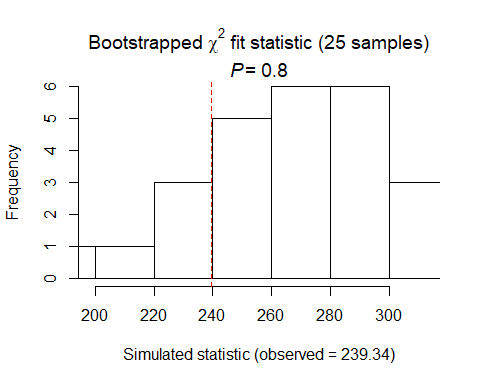 Bootstrapped χ² fit statistic (25 samples)
P= 0.8
6
5
4
3
2
1
0
Frequency
200 220 240 260 280 300
Simulated statistic (observed = 239.34)